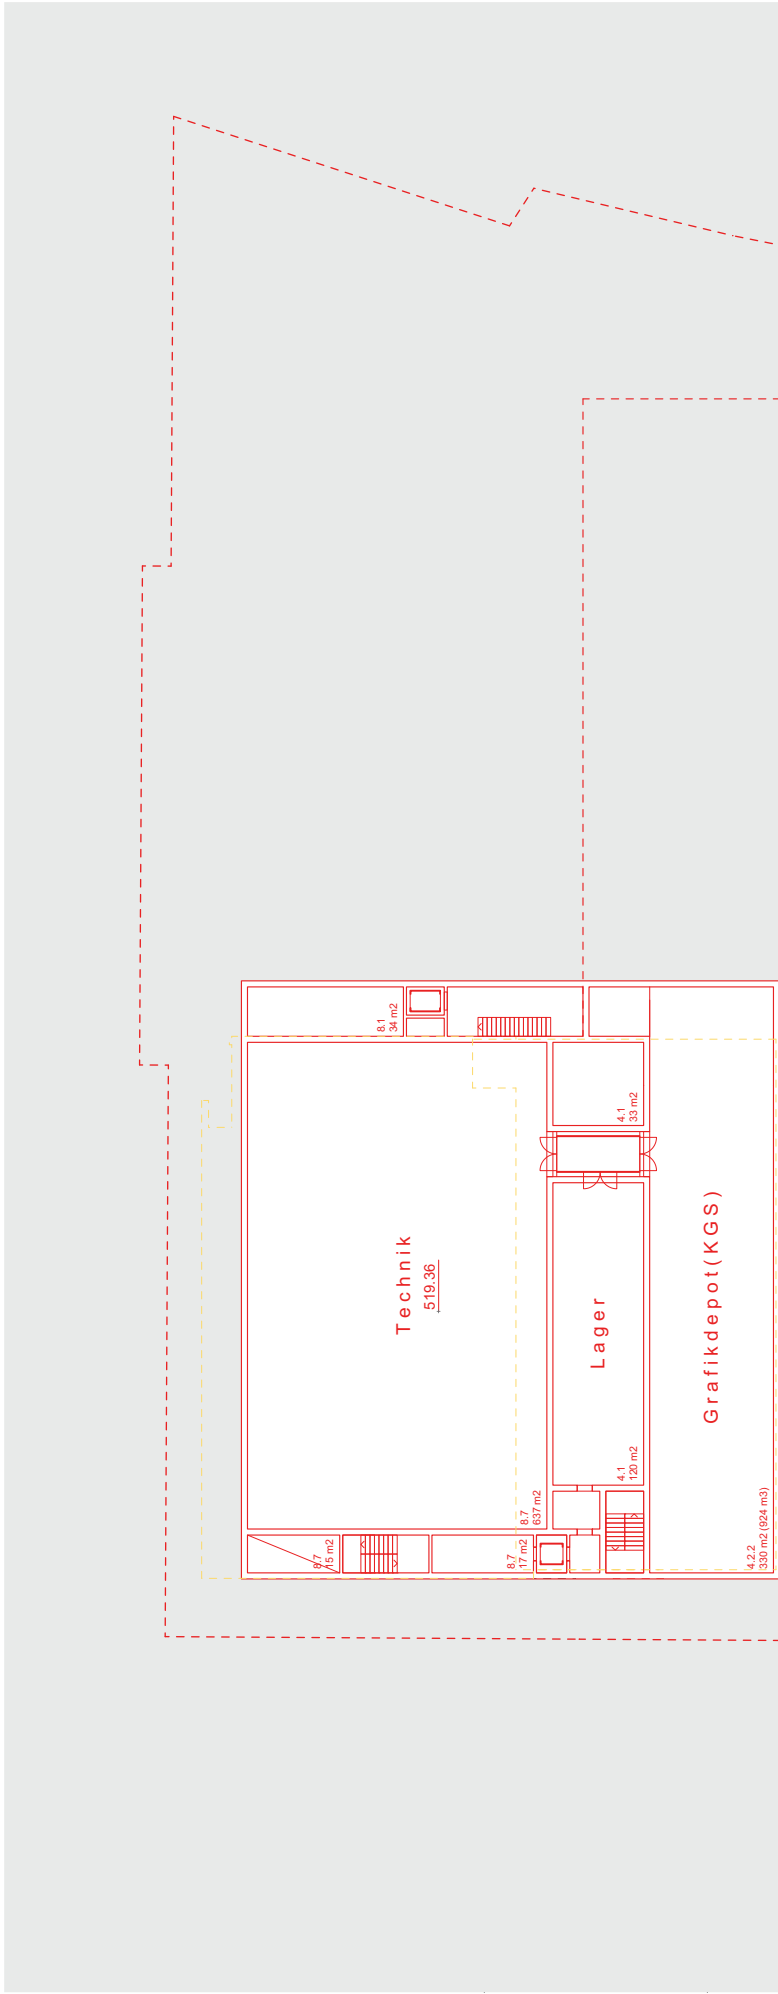 8.1
34 m2
4.1
33 m2
Technik
519.36
Lager
Grafikdepot(KGS)
4.1
120 m2
8.7
637 m2
8.7
15 m2
8.7
17 m2
4.2.2
330 m2 (924 m3)